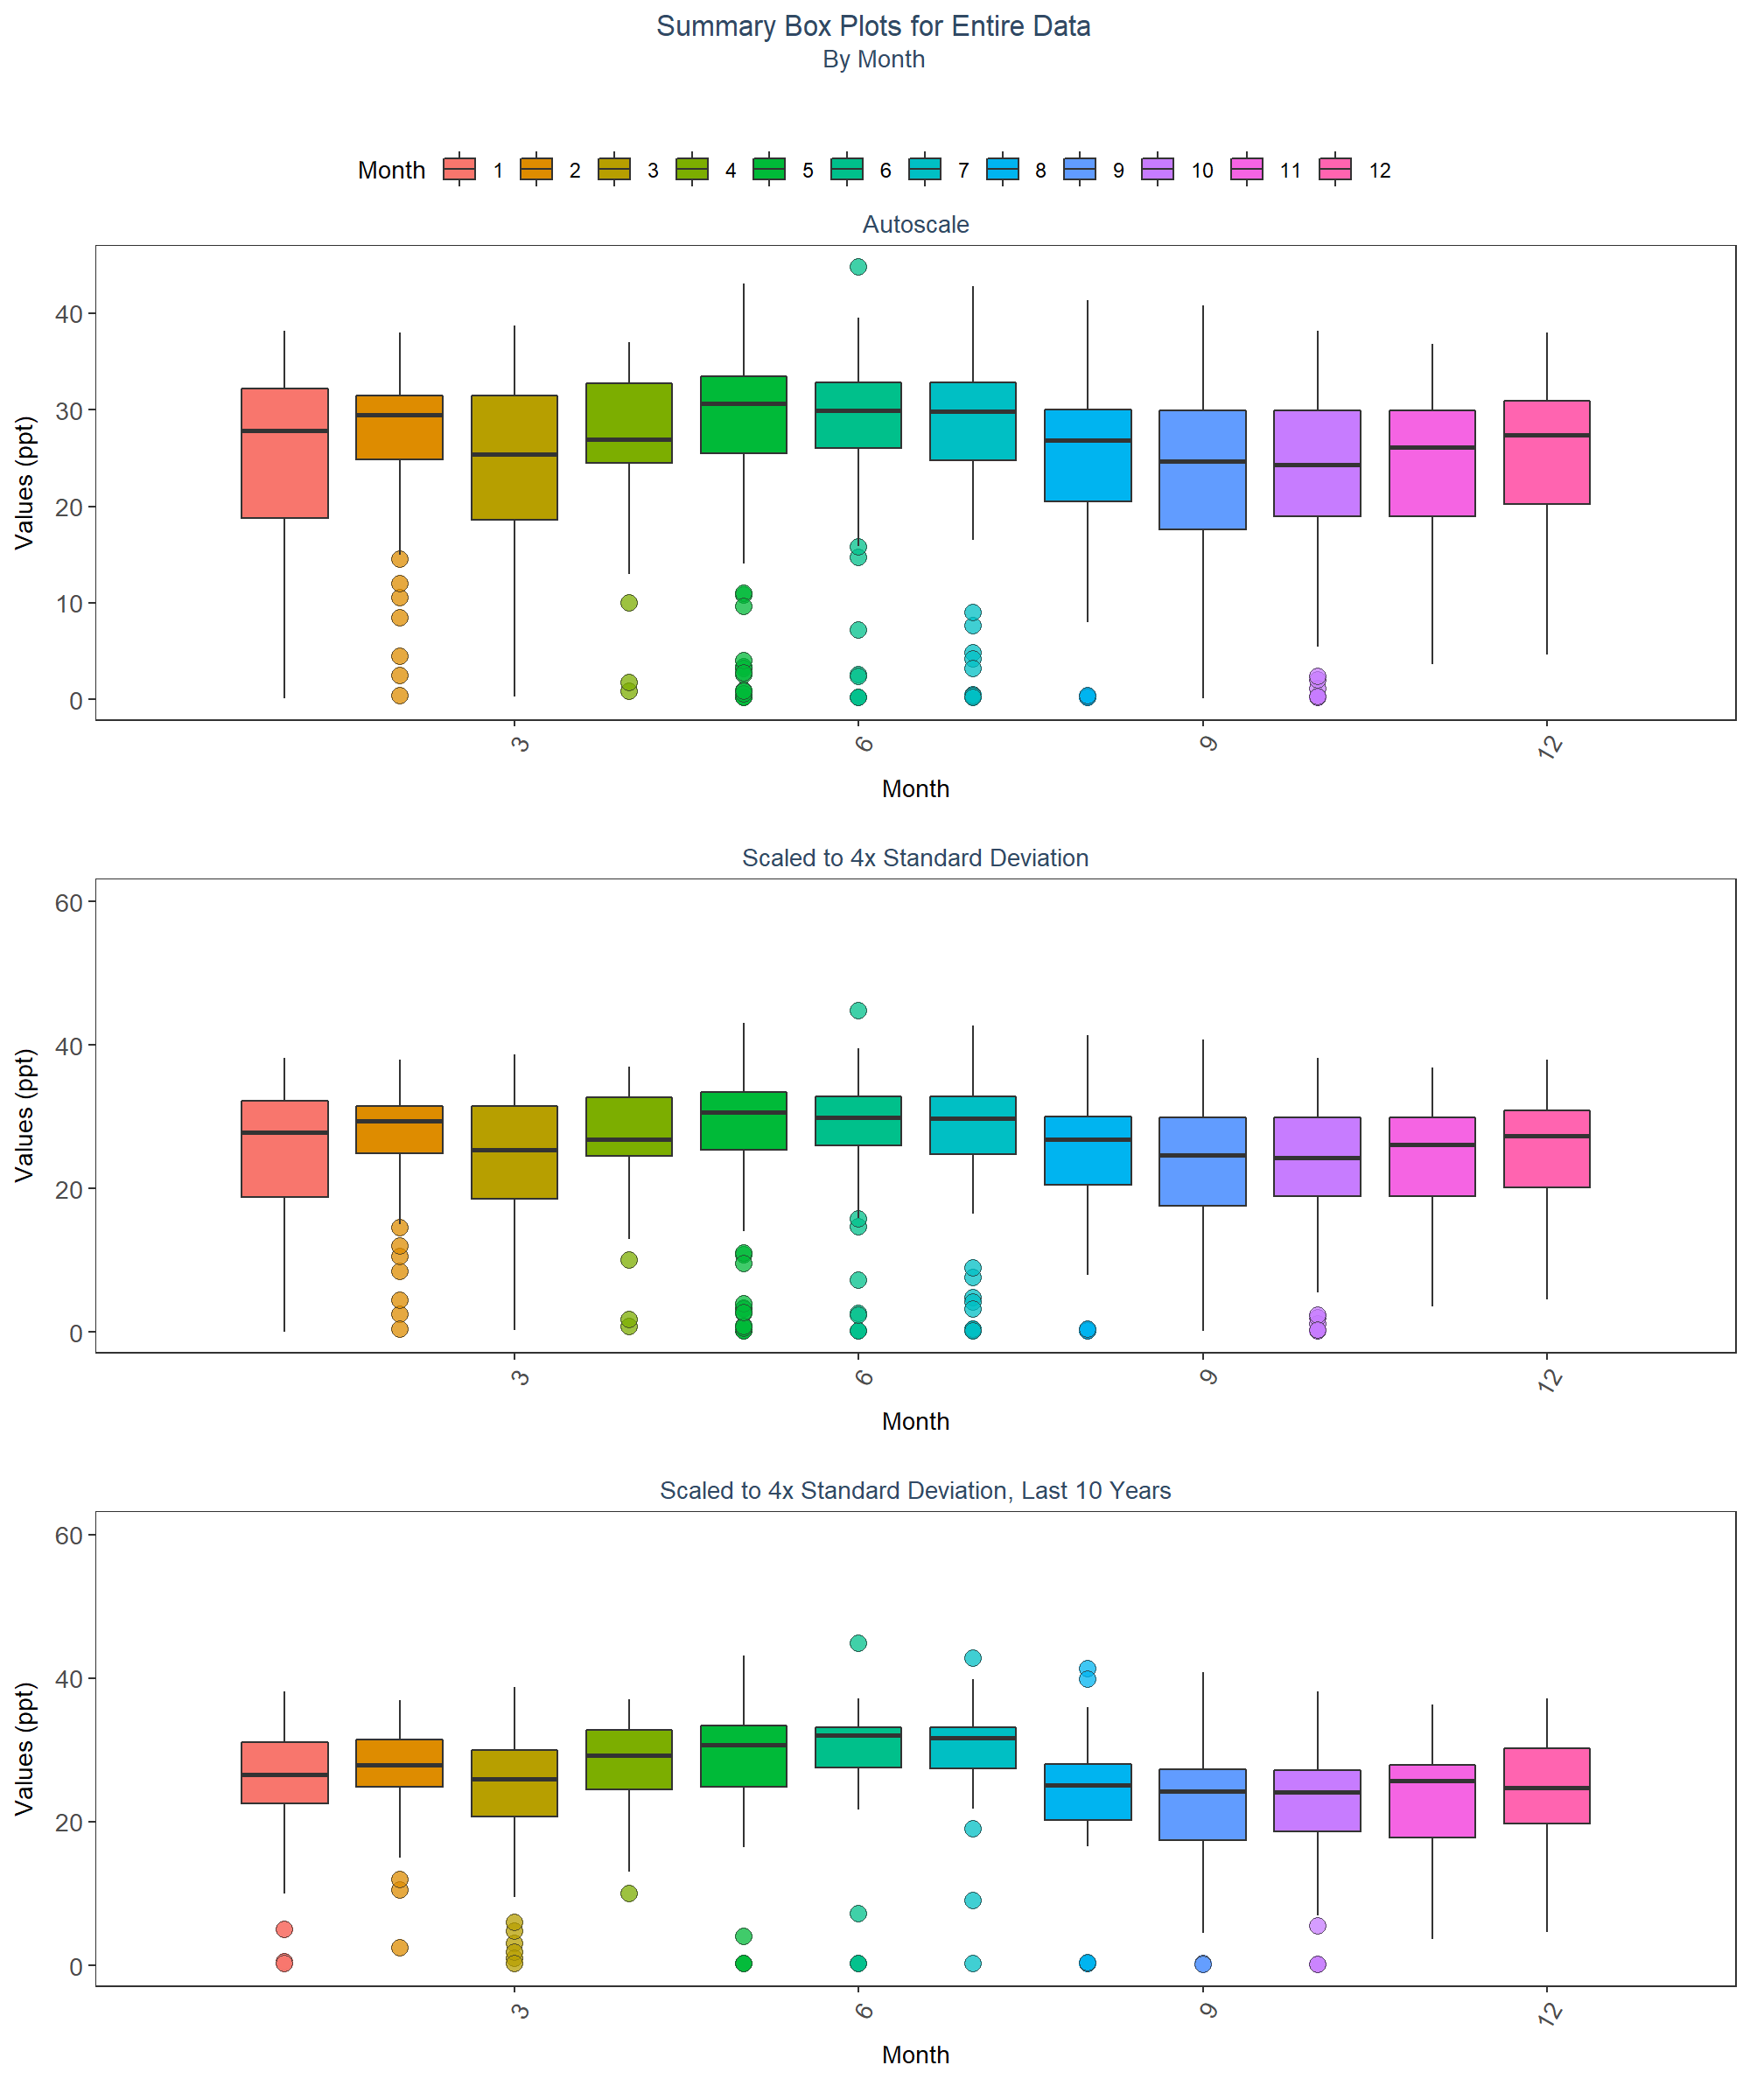 Summary Box Plots for Entire Data
By Month
Month 1 2 3 4 5 6 7 8 9 10 11 12
Autoscale
Values (ppt)
40
30
20
10
0
3 6 9 12
Month
Scaled to 4x Standard Deviation
Values (ppt)
60
40
20
0
3 6 9 12
Month
Scaled to 4x Standard Deviation, Last 10 Years
Values (ppt)
60
40
20
0
3 6 9 12
Month